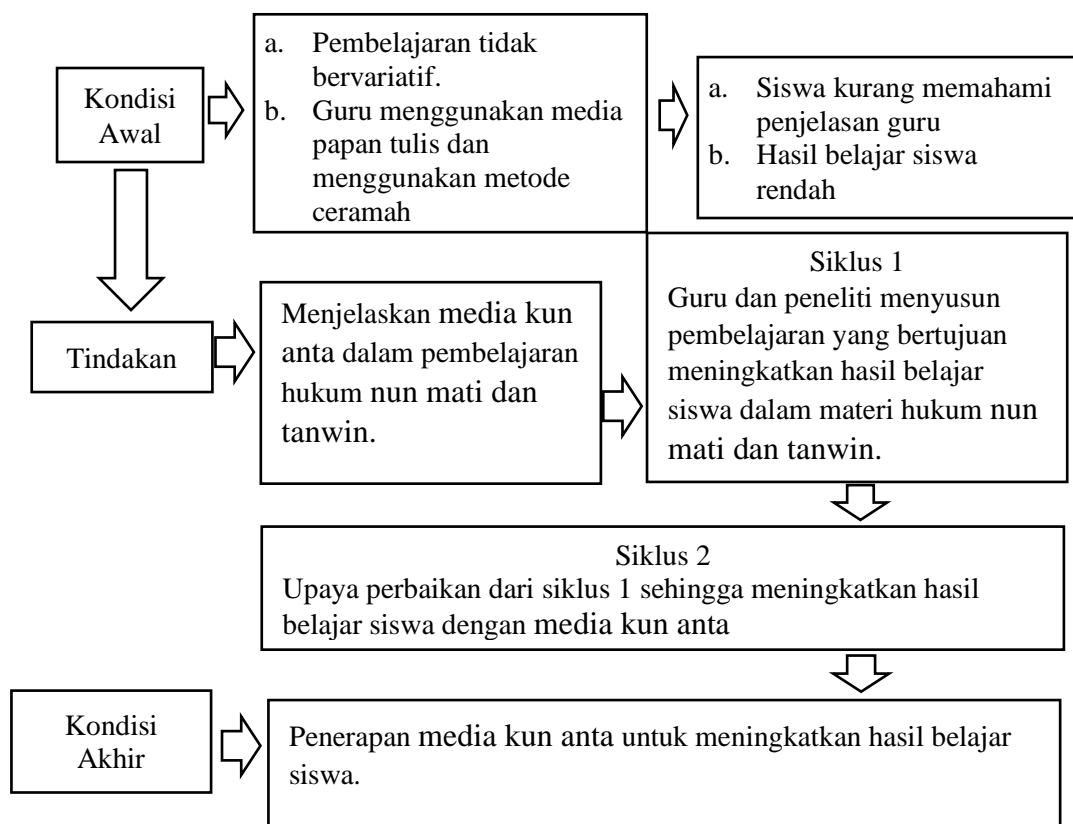 Kondisi
Awal
a. Pembelajaran tidak
bervariatif.
b. Guru menggunakan media
papan tulis dan
menggunakan metode
ceramah
a. Siswa kurang memahami
penjelasan guru
b. Hasil belajar siswa
rendah
Tindakan
Menjelaskan media kun
anta dalam pembelajaran
hukum nun mati dan
tanwin.
Siklus 1
Guru dan peneliti menyusun
pembelajaran yang bertujuan
meningkatkan hasil belajar
siswa dalam materi hukum nun
mati dan tanwin.
Siklus 2
Upaya perbaikan dari siklus 1 sehingga meningkatkan hasil
belajar siswa dengan media kun anta
Kondisi
Akhir
Penerapan media kun anta untuk meningkatkan hasil belajar
siswa.